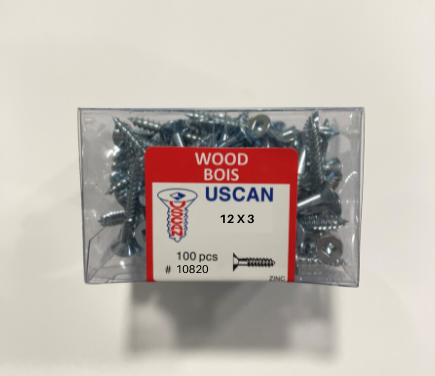 WOOD
BOIS
USCAN
12 X 3
100 pcs
# 10820
ZINC